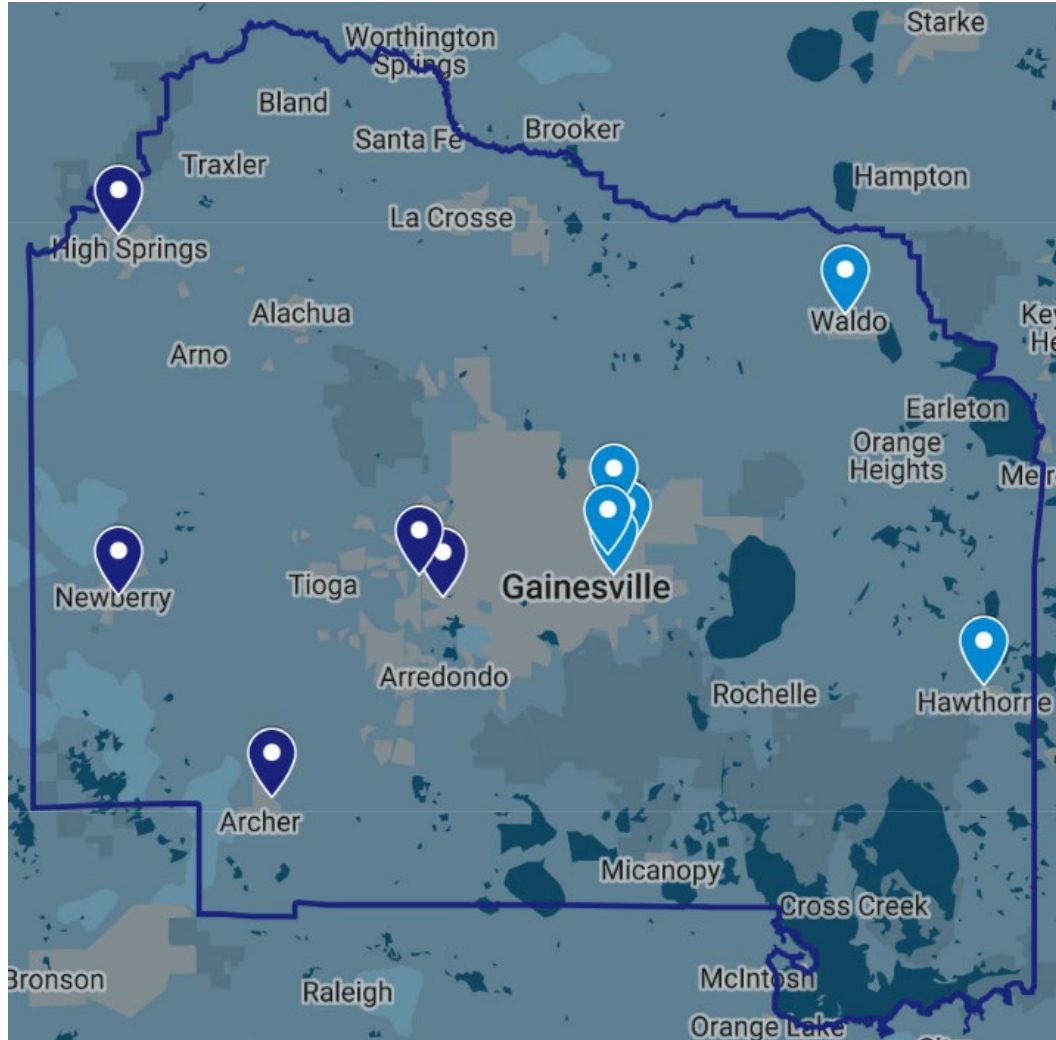 Starke
Worthington
Springs
Bland
Santa Fe
Brooker
Traxler
Hampton
La Crosse
High Springs
Alachua
Waldo
Arno
Earleton
Orange
Heights
Newberry
Tioga
Gainesville
Arredondo
Rochelle
Hawthorne
Archer
Micanopy
Cross Creek
Bronson
Raleigh
McIntosh
Orange Lake